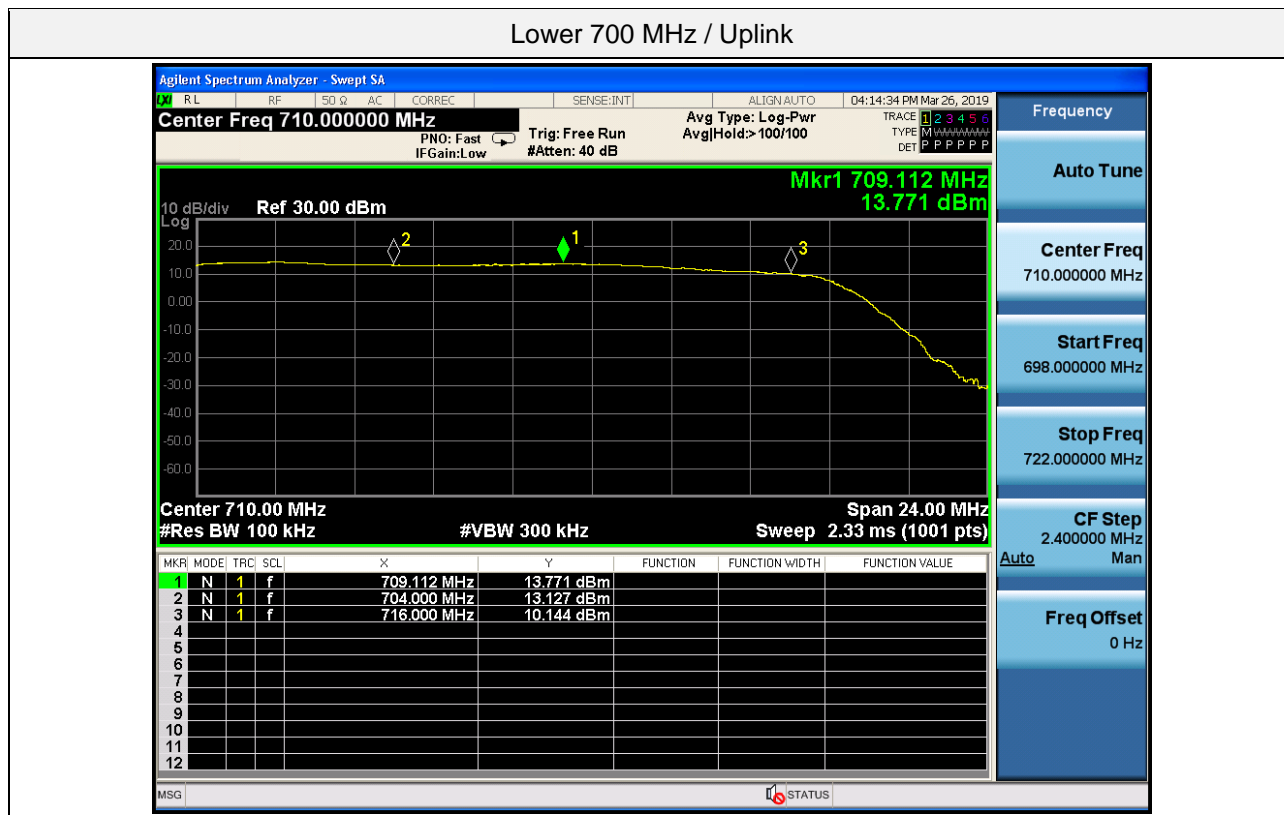 Lower 700 MHz / Uplink
Agilent Spectrum Analyzer - Swept SA
LXI RL RF 50 Ω AC CORREC SENSE:INT ALIGN AUTO 04:14:34 PM Mar 26, 2019
Center Freq 710.000000 MHz
PNO: Fast
IFGain:Low
Trig: Free Run
#Atten: 40 dB
Avg Type: Log-Pwr
Avg|Hold:>100/100
TRACE 1 2 3 4 5 6
TYPE M
DET P P P P P P
Mkr1 709.112 MHz
13.771 dBm
10 dB/div Ref 30.00 dBm
Log
20.0
10.0
0.00
-10.0
-20.0
-30.0
-40.0
-50.0
-60.0
2
1
3
Center 710.00 MHz Span 24.00 MHz
#Res BW 100 kHz #VBW 300 kHz Sweep 2.33 ms (1001 pts)
MKR MODE TRC SCL X Y FUNCTION FUNCTION WIDTH FUNCTION VALUE
1 N 1 f 709.112 MHz 13.771 dBm
2 N 1 f 704.000 MHz 13.127 dBm
3 N 1 f 716.000 MHz 10.144 dBm
4
5
6
7
8
9
10
11
12
MSG STATUS
Frequency
Auto Tune
Center Freq
710.000000 MHz
Start Freq
698.000000 MHz
Stop Freq
722.000000 MHz
CF Step
2.400000 MHz
Auto Man
Freq Offset
0 Hz